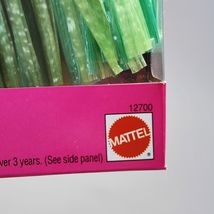 12700
MATTEL
ver 3 years. (See side panel)